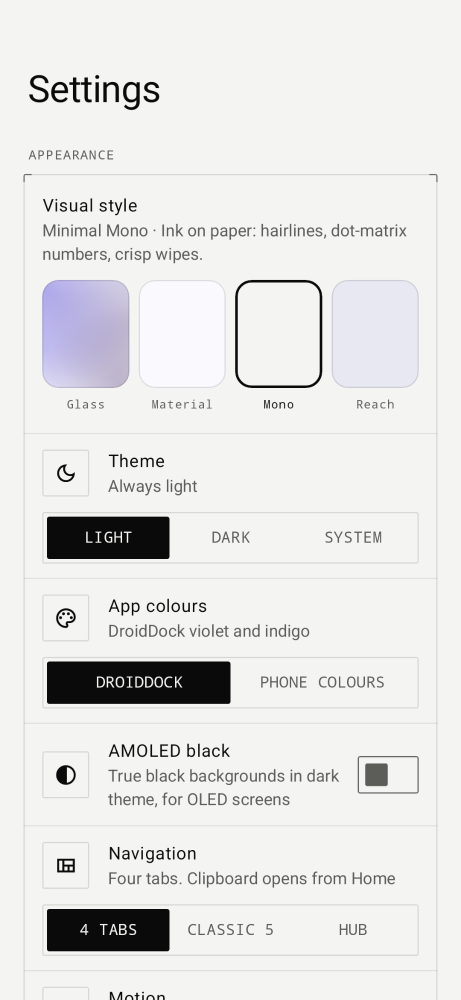 Settings
APPEARANCE
Visual style
Minimal Mono · Ink on paper: hairlines, dot-matrix
numbers, crisp wipes.
Glass Material Mono Reach
Theme
Always light
LIGHT DARK SYSTEM
App colours
DroidDock violet and indigo
DROIDDOCK PHONE COLOURS
AMOLED black
True black backgrounds in dark
theme, for OLED screens
Navigation
Four tabs. Clipboard opens from Home
4 TABS CLASSIC 5 HUB
Motion